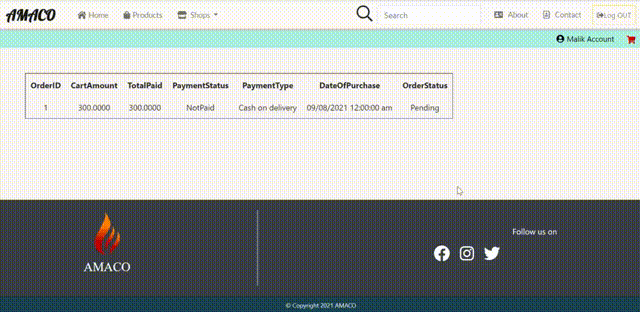 AMACO Home Products Shops Search About Contact Log OUT
Malik Account
OrderID CartAmount TotalPaid PaymentStatus PaymentType DateOfPurchase OrderStatus
1 300.0000 300.0000 NotPaid Cash on delivery 09/08/2021 12:00:00 am Pending
Follow us on
AMACO
© Copyright 2021 AMACO